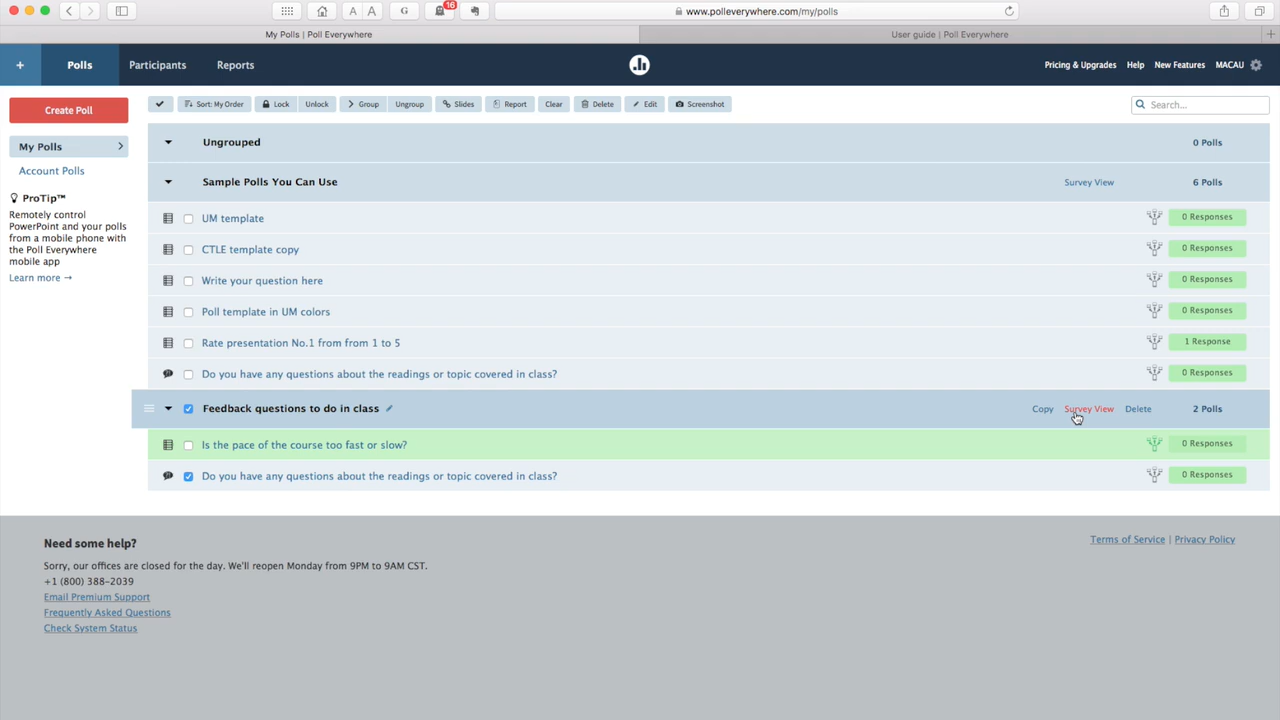 A A G 16 www.polleverywhere.com/my/polls
My Polls | Poll Everywhere User guide | Poll Everywhere +
+ Polls Participants Reports Pricing & Upgrades Help New Features MACAU
Create Poll Sort: My Order Lock Unlock Group Ungroup Slides Report Clear Delete Edit Screenshot Search...
My Polls
Account Polls
ProTip™
Remotely control
PowerPoint and your polls
from a mobile phone with
the Poll Everywhere
mobile app
Learn more →
Ungrouped 0 Polls
Sample Polls You Can Use Survey View 6 Polls
UM template 0 Responses
CTLE template copy 0 Responses
Write your question here 0 Responses
Poll template in UM colors 0 Responses
Rate presentation No.1 from from 1 to 5 1 Response
Do you have any questions about the readings or topic covered in class? 0 Responses
Feedback questions to do in class Copy Survey View Delete 2 Polls
Is the pace of the course too fast or slow? 0 Responses
Do you have any questions about the readings or topic covered in class? 0 Responses
Need some help? Terms of Service | Privacy Policy
Sorry, our offices are closed for the day. We'll reopen Monday from 9PM to 9AM CST.
+1 (800) 388-2039
Email Premium Support
Frequently Asked Questions
Check System Status